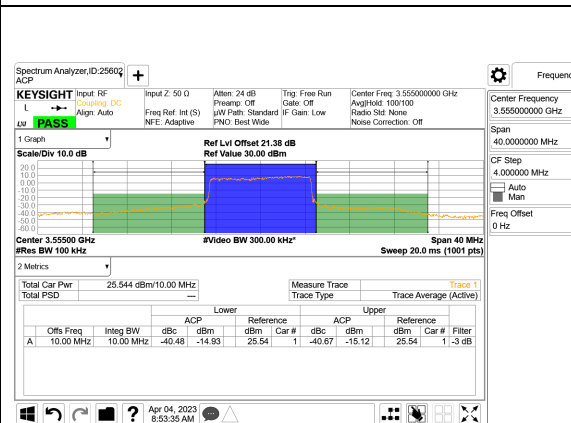 Spectrum Analyzer,ID:25602
ACP
Frequenc
KEYSIGHT Input: RF Input Z: 50 Ω Atten: 24 dB Trig: Free Run Center Freq: 3.555000000 GHz
L Coupling: DC Preamp: Off Gate: Off Avg|Hold: 100/100
Align: Auto Freq Ref: Int (S) µW Path: Standard IF Gain: Low Radio Std: None
PASS NFE: Adaptive PNO: Best Wide Noise Correction: Off
Center Frequency
3.555000000 GHz
Span
40.0000000 MHz
CF Step
4.000000 MHz
Auto
Man
Freq Offset
0 Hz
1 Graph
Ref Lvl Offset 21.38 dB
Scale/Div 10.0 dB Ref Value 30.00 dBm
20.0
10.0
0.00
-10.0
-20.0
-30.0
-40.0
-50.0
-60.0
Center 3.55500 GHz #Video BW 300.00 kHz* Span 40 MHz
#Res BW 100 kHz Sweep 20.0 ms (1001 pts)
2 Metrics
Total Car Pwr 25.544 dBm/10.00 MHz Measure Trace Trace 1
Total PSD --- Trace Type Trace Average (Active)
Lower Upper
ACP Reference ACP Reference
Offs Freq Integ BW dBc dBm dBm Car # dBc dBm dBm Car # Filter
A 10.00 MHz 10.00 MHz -40.48 -14.93 25.54 1 -40.67 -15.12 25.54 1 -3 dB
? Apr 04, 2023
8:53:35 AM